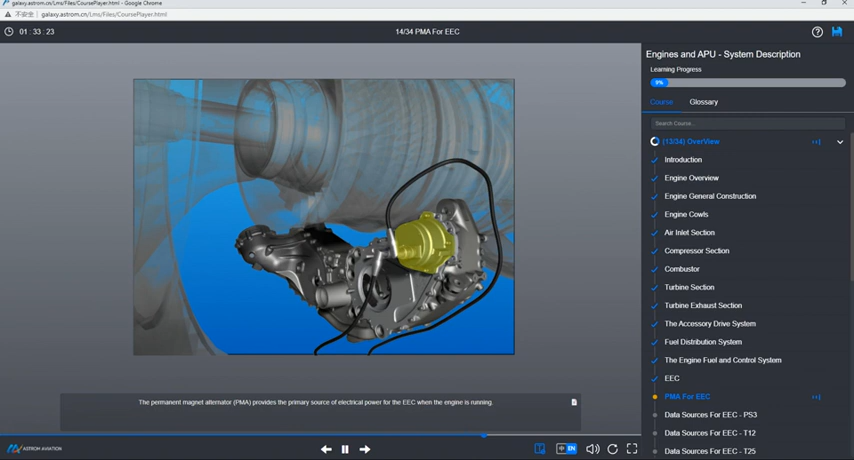 galaxy.astrom.cn/Lms/Files/CoursePlayer.html - Google Chrome
不安全 | galaxy.astrom.cn/Lms/Files/CoursePlayer.html
01 : 33 : 23
14/34 PMA For EEC
Engines and APU - System Description
Learning Progress
9%
Course
Glossary
Search Course...
(13/34) OverView
Introduction
Engine Overview
Engine General Construction
Engine Cowls
Air Inlet Section
Compressor Section
Combustor
Turbine Section
Turbine Exhaust Section
The Accessory Drive System
Fuel Distribution System
The Engine Fuel and Control System
EEC
PMA For EEC
Data Sources For EEC - PS3
Data Sources For EEC - T12
Data Sources For EEC - T25
The permanent magnet alternator (PMA) provides the primary source of electrical power for the EEC when the engine is running.
ASTROM AVIATION
中 EN